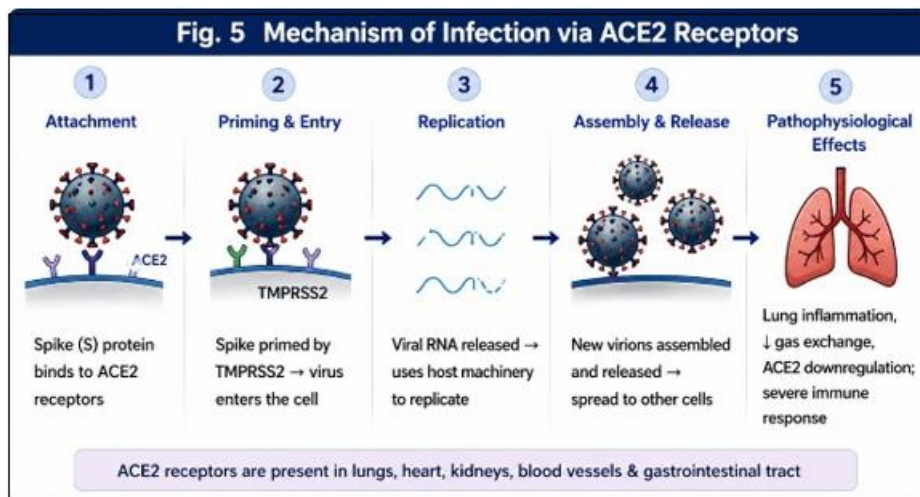 Fig. 5 Mechanism of Infection via ACE2 Receptors
1
Attachment
ACE2
Spike (S) protein
binds to ACE2
receptors
2
Priming & Entry
TMPRSS2
Spike primed by
TMPRSS2 → virus
enters the cell
3
Replication
Viral RNA released →
uses host machinery
to replicate
4
Assembly & Release
New virions assembled
and released →
spread to other cells
5
Pathophysiological
Effects
Lung inflammation,
↓ gas exchange,
ACE2 downregulation;
severe immune
response
ACE2 receptors are present in lungs, heart, kidneys, blood vessels & gastrointestinal tract